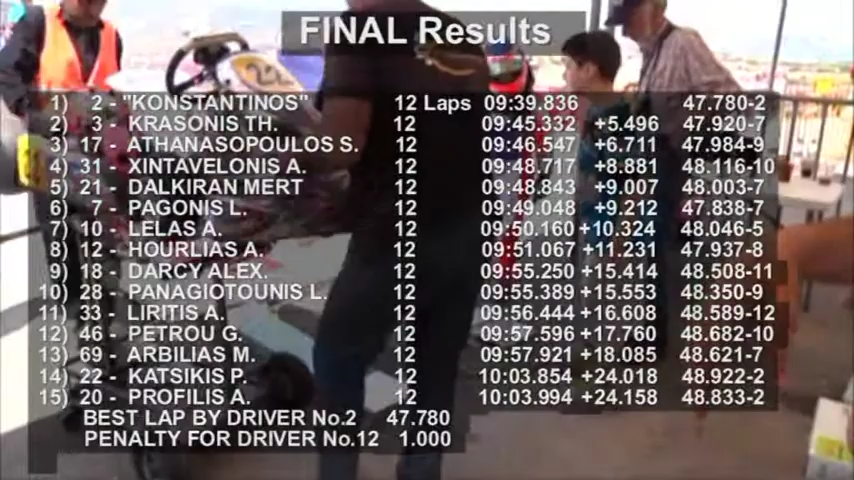 FINAL Results
1) 2 - "KONSTANTINOS" 12 Laps 09:39.836 47.780-2
2) 3 - KRASONIS TH. 12 09:45.332 +5.496 47.920-7
3) 17 - ATHANASOPOULOS S. 12 09:46.547 +6.711 47.984-9
4) 31 - XINTAVELONIS A. 12 09:48.717 +8.881 48.116-10
5) 21 - DALKIRAN MERT 12 09:48.843 +9.007 48.003-7
6) 7 - PAGONIS L. 12 09:49.048 +9.212 47.838-7
7) 10 - LELAS A. 12 09:50.160 +10.324 48.046-5
8) 12 - HOURLIAS A. 12 09:51.067 +11.231 47.937-8
9) 18 - DARCY ALEX. 12 09:55.250 +15.414 48.508-11
10) 28 - PANAGIOTOUNIS L. 12 09:55.389 +15.553 48.350-9
11) 33 - LIRITIS A. 12 09:56.444 +16.608 48.589-12
12) 46 - PETROU G. 12 09:57.596 +17.760 48.682-10
13) 69 - ARBILIAS M. 12 09:57.921 +18.085 48.621-7
14) 22 - KATSIKIS P. 12 10:03.854 +24.018 48.922-2
15) 20 - PROFILIS A. 12 10:03.994 +24.158 48.833-2
BEST LAP BY DRIVER No.2 47.780
PENALTY FOR DRIVER No.12 1.000